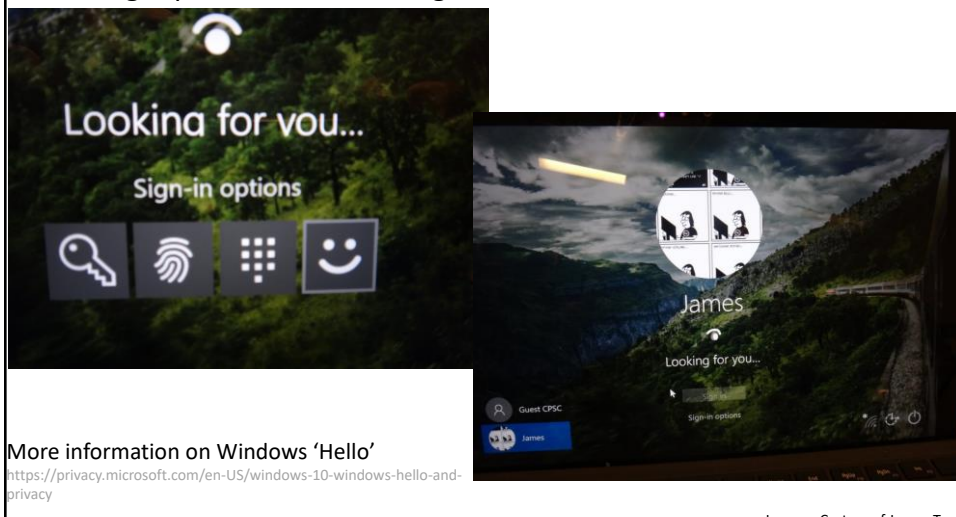 Looking for you...
Sign-in options
James
Looking for you...
Sign-in options
Guest CPSC
James
More information on Windows ‘Hello’
https://privacy.microsoft.com/en-US/windows-10-windows-hello-and-
privacy